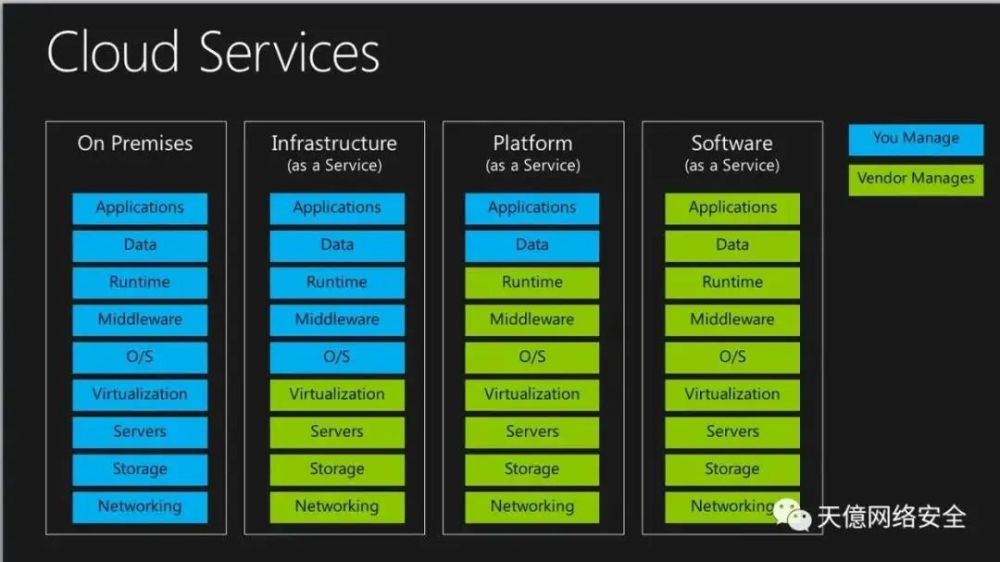 Cloud Services
On Premises
Applications
Data
Runtime
Middleware
O/S
Virtualization
Servers
Storage
Networking
Infrastructure
(as a Service)
Applications
Data
Runtime
Middleware
O/S
Virtualization
Servers
Storage
Networking
Platform
(as a Service)
Applications
Data
Runtime
Middleware
O/S
Virtualization
Servers
Storage
Networking
Software
(as a Service)
Applications
Data
Runtime
Middleware
O/S
Virtualization
Servers
Storage
Networking
You Manage
Vendor Manages
天億网络安全